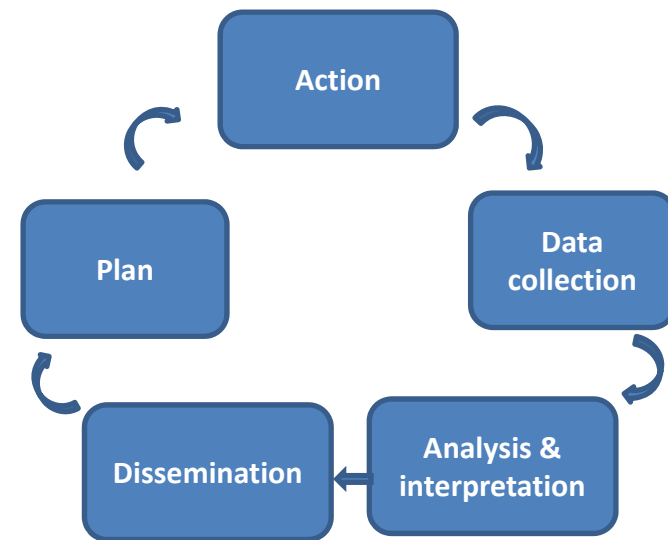 Action
Data
collection
Plan
Analysis &
interpretation
Dissemination